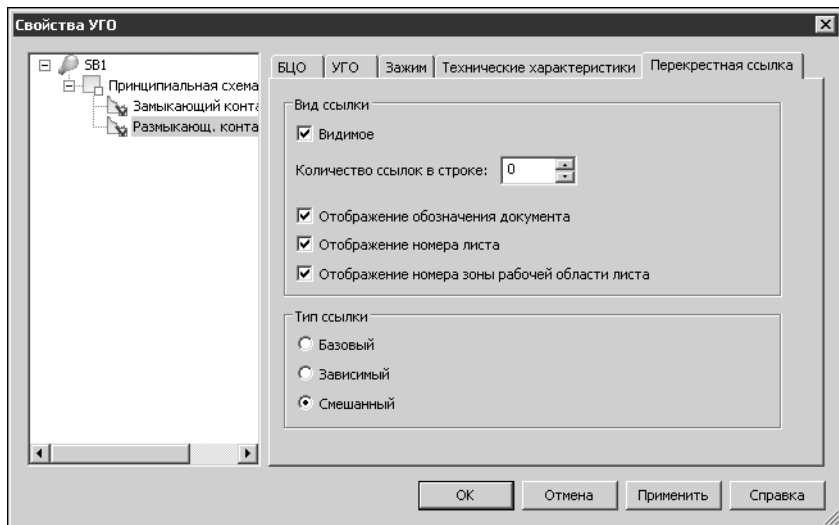 Свойства УГО
SB1
Принципиальная схема
Замыкающий конта
Размыкающ. конта
БЦО
УГО
Зажим
Технические характеристики
Перекрестная ссылка
Вид ссылки
Видимое
Количество ссылок в строке: 0
Отображение обозначения документа
Отображение номера листа
Отображение номера зоны рабочей области листа
Тип ссылки
Базовый
Зависимый
Смешанный
ОК
Отмена
Применить
Справка